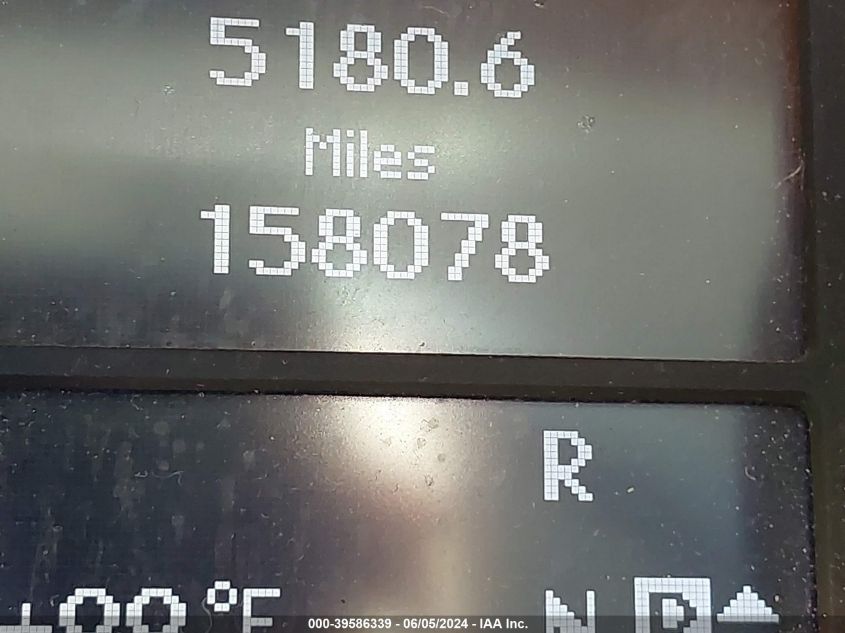 5180.6
Miles
158078
R
°F N P
000-39586339 - 06/05/2024 - IAA Inc.